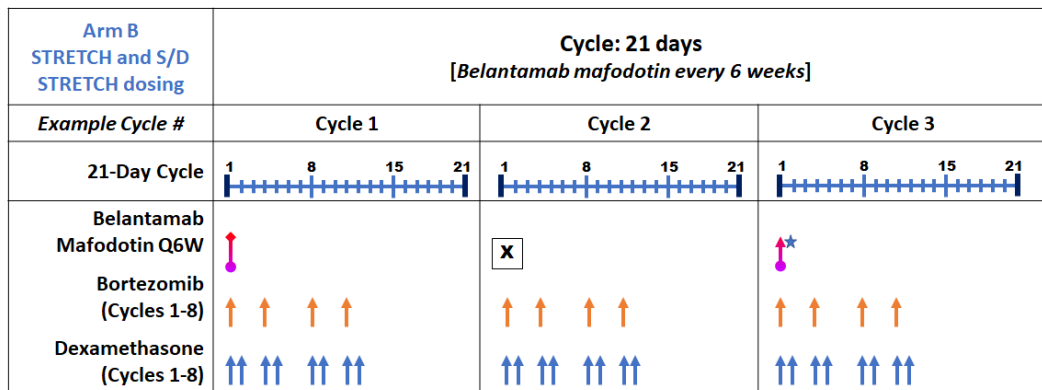 Arm B
STRETCH and S/D
STRETCH dosing
Cycle: 21 days
[Belantamab mafodotin every 6 weeks]
Example Cycle #
Cycle 1
Cycle 2
Cycle 3
21-Day Cycle
1 8 15 21
1 8 15 21
1 8 15 21
Belantamab
Mafodotin Q6W
X
Bortezomib
(Cycles 1-8)
Dexamethasone
(Cycles 1-8)